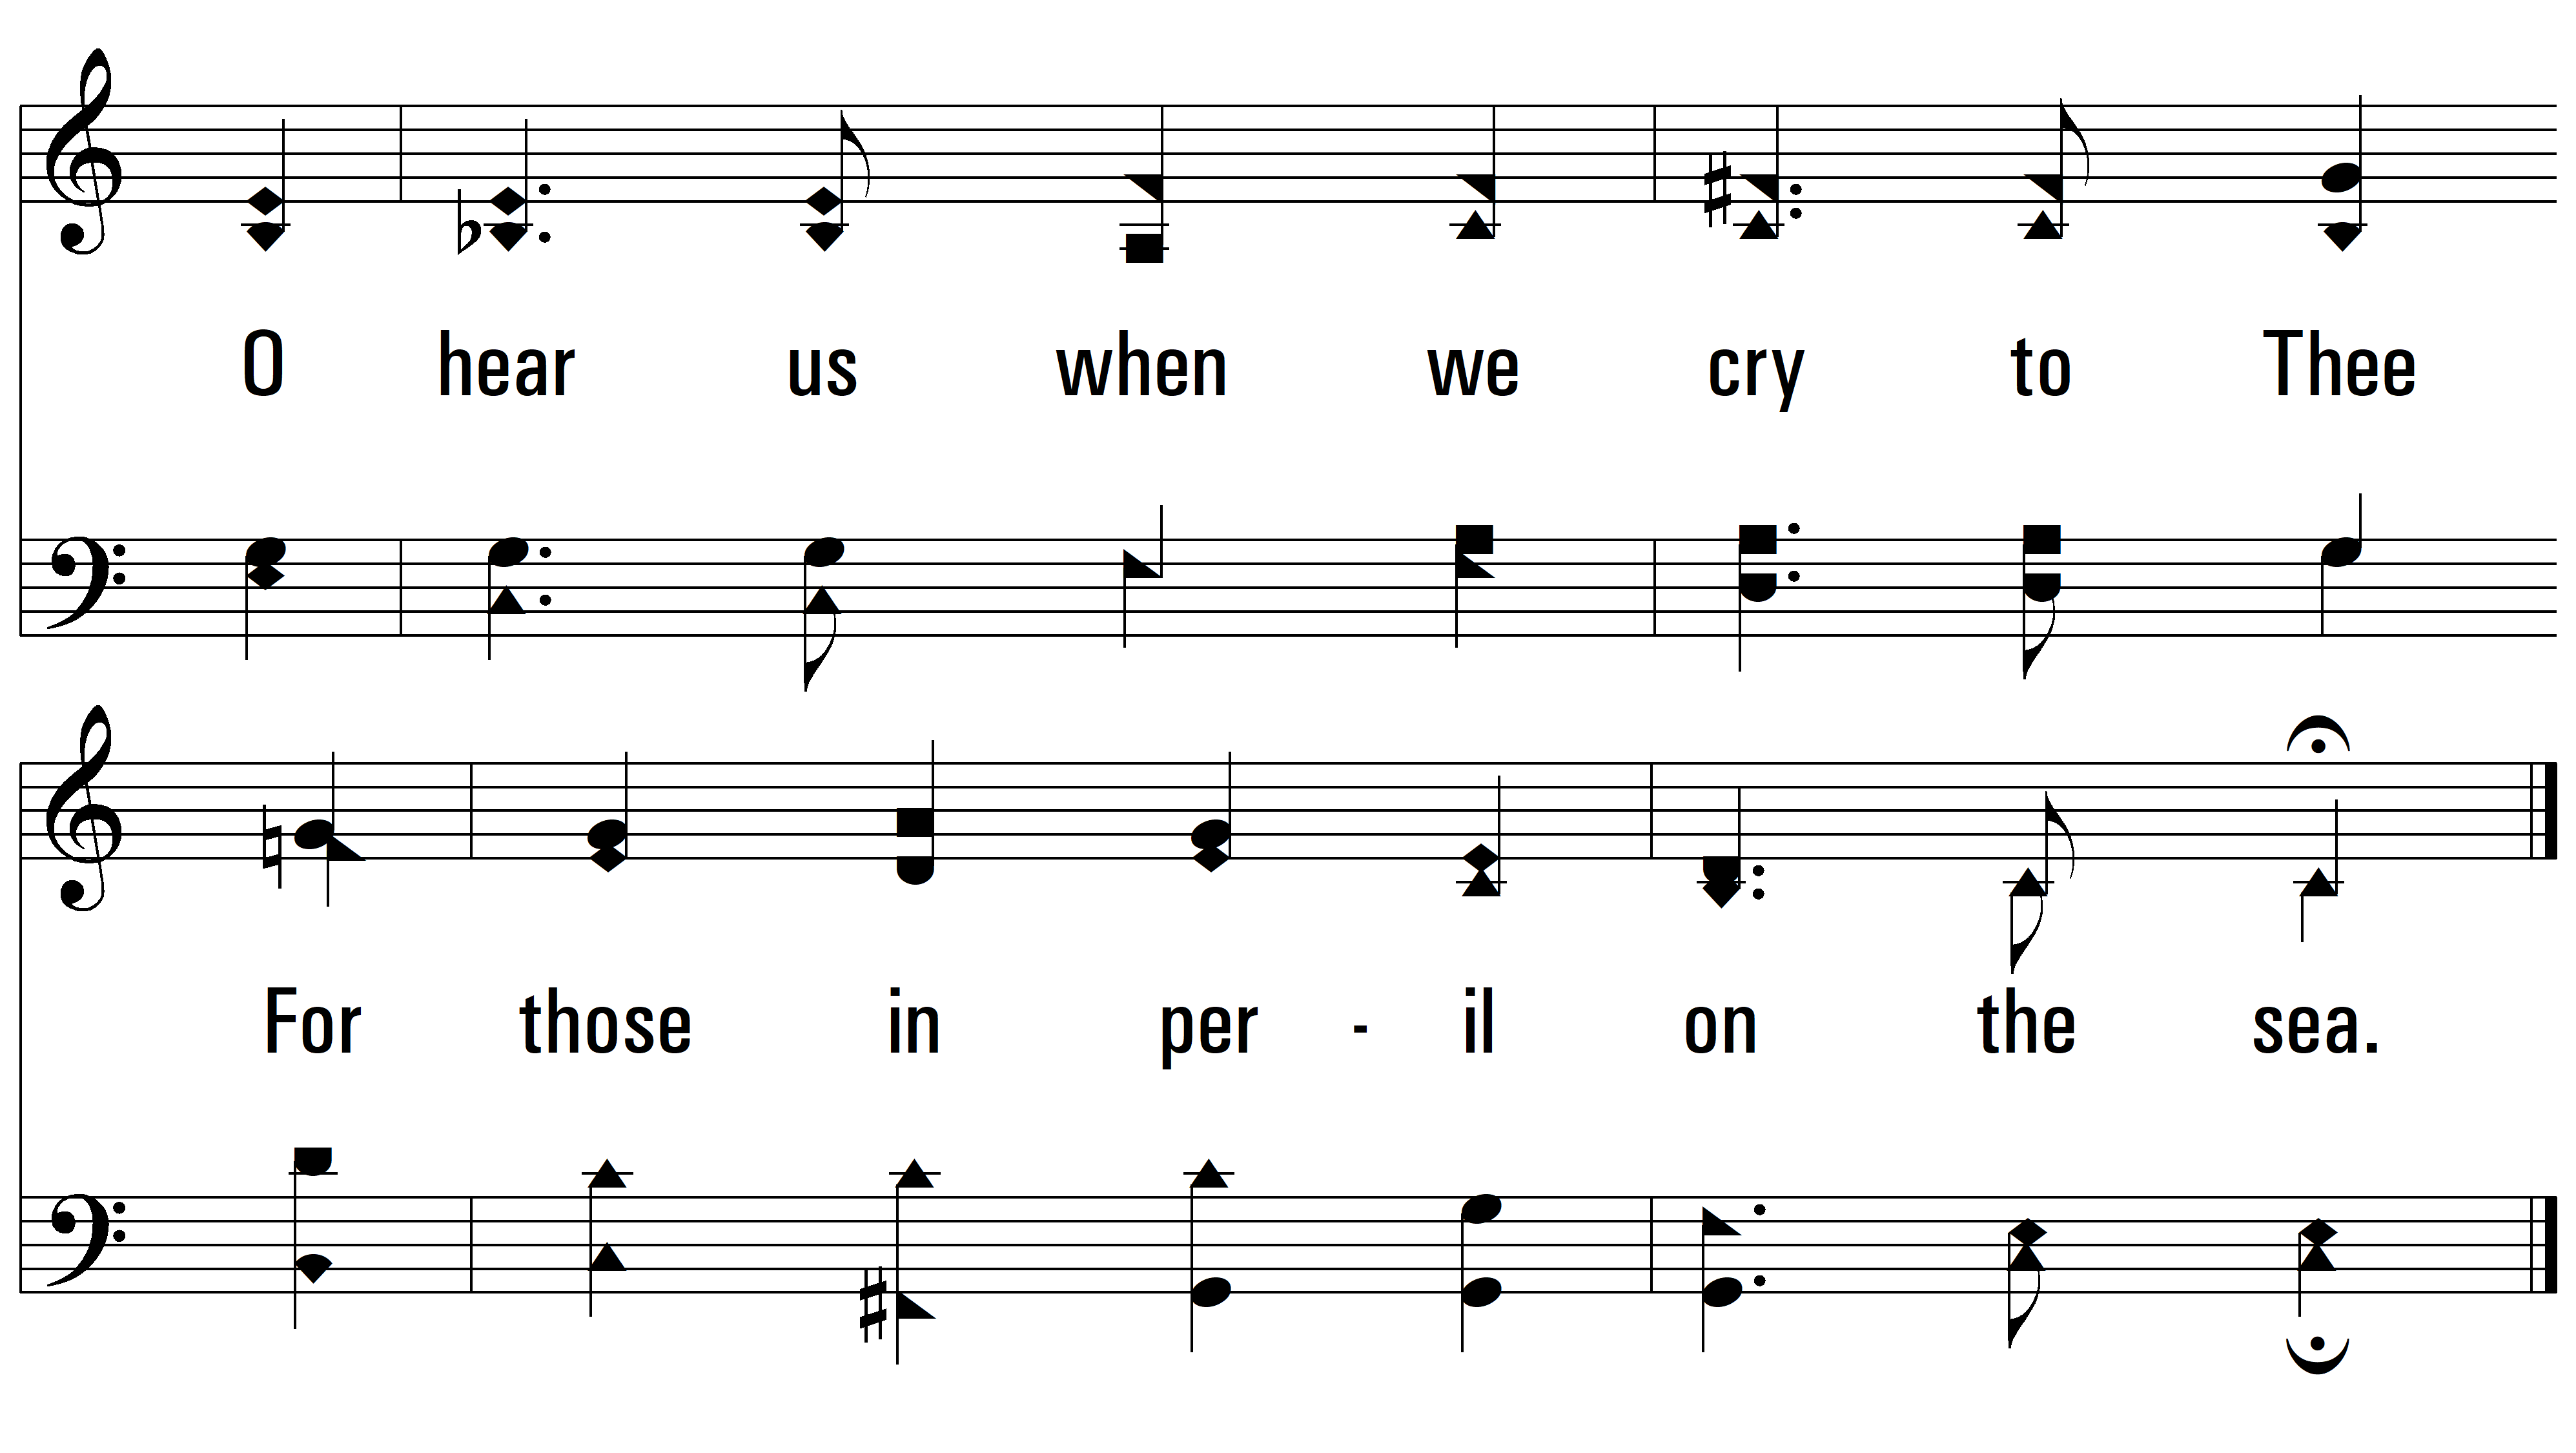 O hear us when we cry to Thee
For those in per - il on the sea.